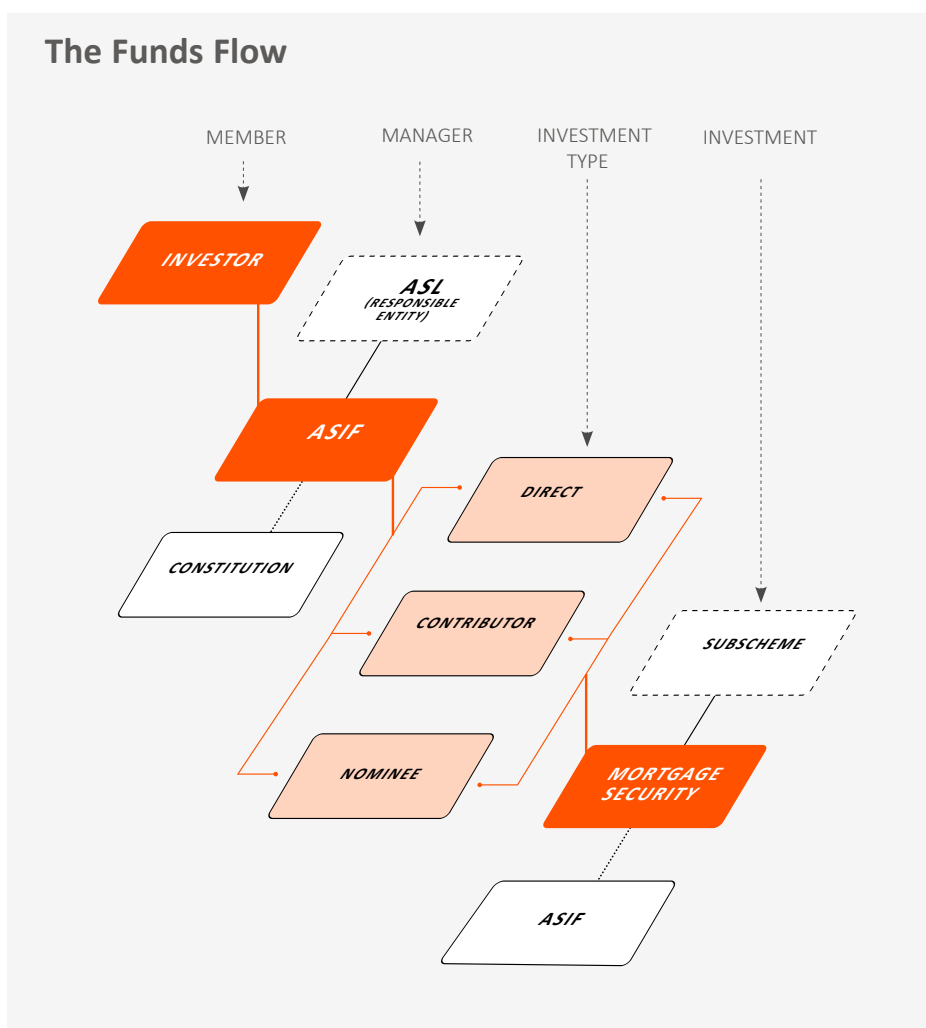 The Funds Flow
MEMBER
MANAGER
INVESTMENT
TYPE
INVESTMENT
INVESTOR
ASL
(RESPONSIBLE
ENTITY)
ASIF
DIRECT
CONSTITUTION
CONTRIBUTOR
SUBSCHEME
NOMINEE
MORTGAGE
SECURITY
ASIF